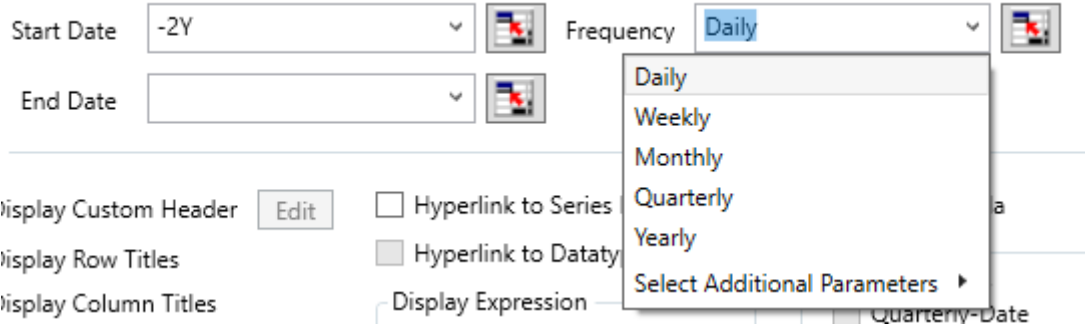 Start Date -2Y Frequency Daily
Daily
End Date
Weekly
Monthly
Display Custom Header Edit Hyperlink to Series
Quarterly
Yearly
Display Row Titles Hyperlink to
Select Additional Parameters
Display Column Titles Display Expression
Quarterly-Date